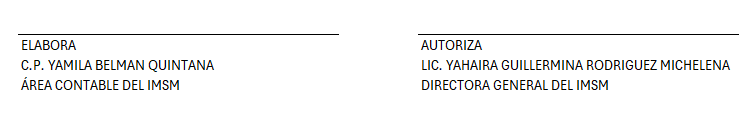 ELABORA
C.P. YAMILA BELMAN QUINTANA
ÁREA CONTABLE DEL IMSM
AUTORIZA
LIC. YAHAIRA GUILLERMINA RODRIGUEZ MICHELENA
DIRECTORA GENERAL DEL IMSM